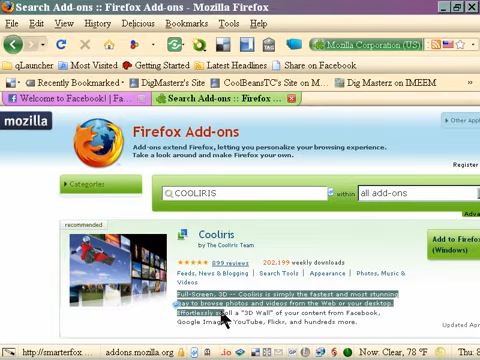 Search Add-ons :: Firefox Add-ons - Mozilla Firefox
File Edit View History Bookmarks Tools Help
Mozilla Corporation (US)
qLauncher Most Visited Getting Started Latest Headlines Share on Facebook
Recently Bookmarked DigMasterz's Site CoolBeansTC's Site on M... Dig Masterz on IMEEM
Welcome to Facebook! | Fa... Search Add-ons :: Firefox ...
mozilla
Firefox Add-ons
Other Appl
Add-ons extend Firefox, letting you personalize your browsing experience.
Take a look around and make Firefox your own.
Register
Categories
COOLIRIS within all add-ons
Adva
recommended
Cooliris
by The Cooliris Team
899 reviews 202,199 weekly downloads
Feeds, News & Blogging | Search Tools | Appearance | Photos, Music & Videos
Add to Firefox
(Windows)
Full-Screen, 3D -- Cooliris is simply the fastest and most stunning
way to browse photos and videos from the Web or your desktop.
Effortlessly scroll a "3D Wall" of your content from Facebook,
Google Images, YouTube, Flickr, and hundreds more.
Updated Apr
http://smarterfox. addons.mozilla.org
Now: Clear, 69° F